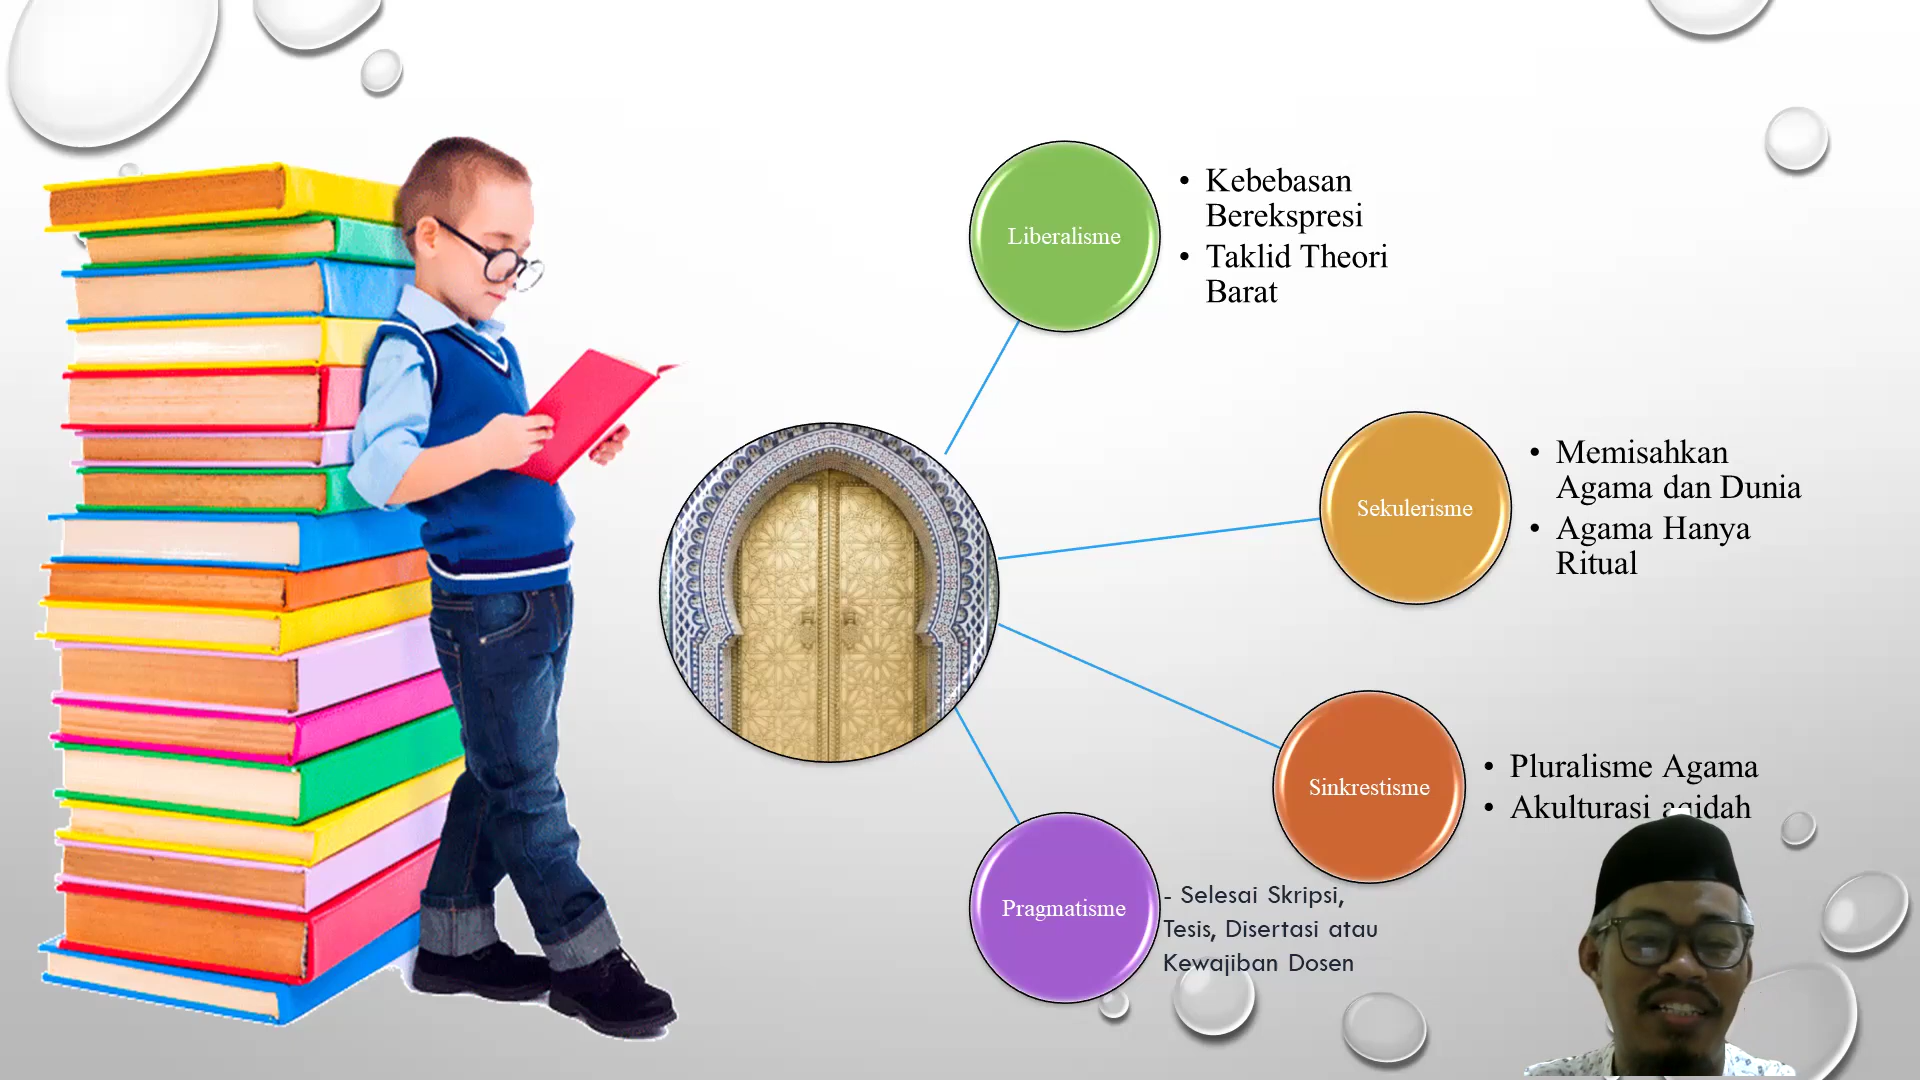 Liberalisme
• Kebebasan
Berekspresi
• Taklid Theori
Barat
Sekulerisme
• Memisahkan
Agama dan Dunia
• Agama Hanya
Ritual
Sinkrestisme
• Pluralisme Agama
• Akulturasi aqidah
Pragmatisme
- Selesai Skripsi,
Tesis, Disertasi atau
Kewajiban Dosen